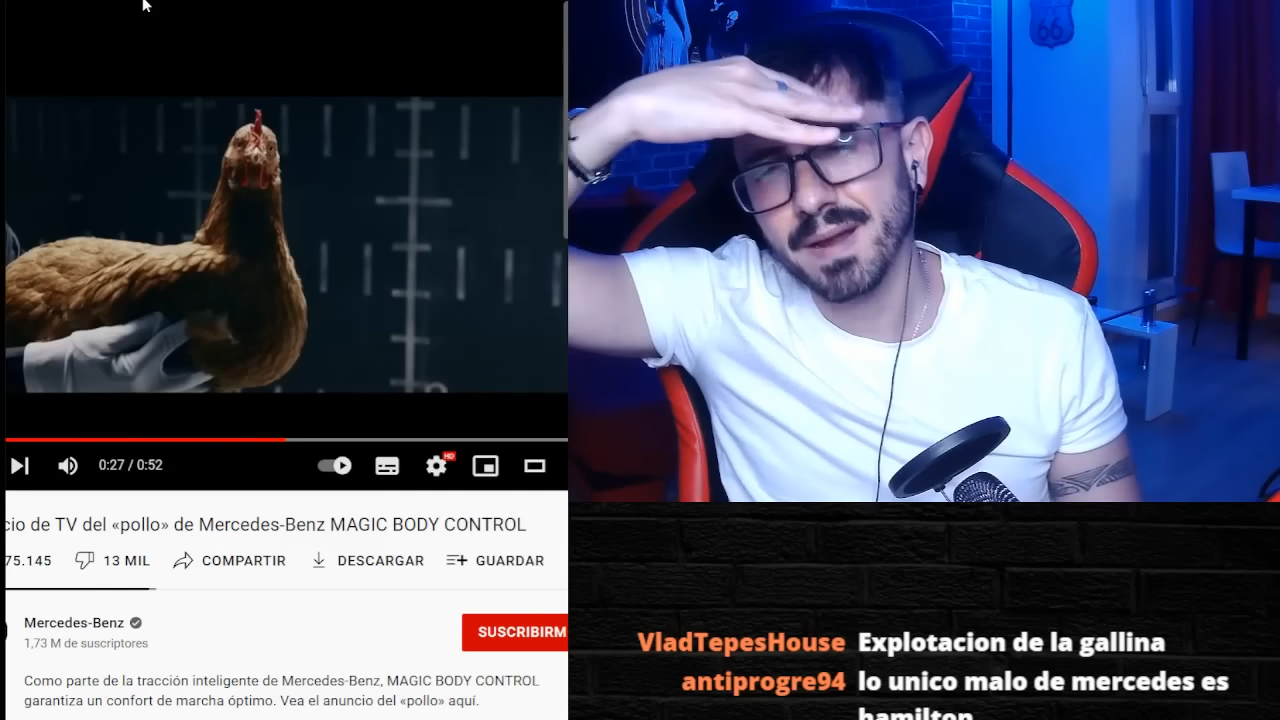 66
0:27 / 0:52
HD
cio de TV del «pollo» de Mercedes-Benz MAGIC BODY CONTROL
75.145 13 MIL COMPARTIR DESCARGAR GUARDAR
Mercedes-Benz
1,73 M de suscriptores
SUSCRIBIRM
Como parte de la tracción inteligente de Mercedes-Benz, MAGIC BODY CONTROL
garantiza un confort de marcha óptimo. Vea el anuncio del «pollo» aquí.
VladTepesHouse Explotacion de la gallina
antiprogre94 lo unico malo de mercedes es
hamilton